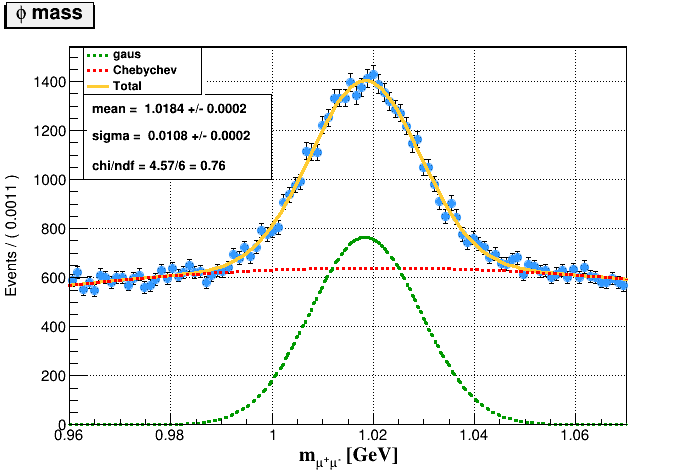 ϕ mass
gaus
Chebychev
Total
mean = 1.0184 +/- 0.0002
sigma = 0.0108 +/- 0.0002
chi/ndf = 4.57/6 = 0.76
Events / ( 0.0011 )
1400
1200
1000
800
600
400
200
0
0.96 0.98 1 1.02 1.04 1.06
m_{μ⁺μ⁻} [GeV]